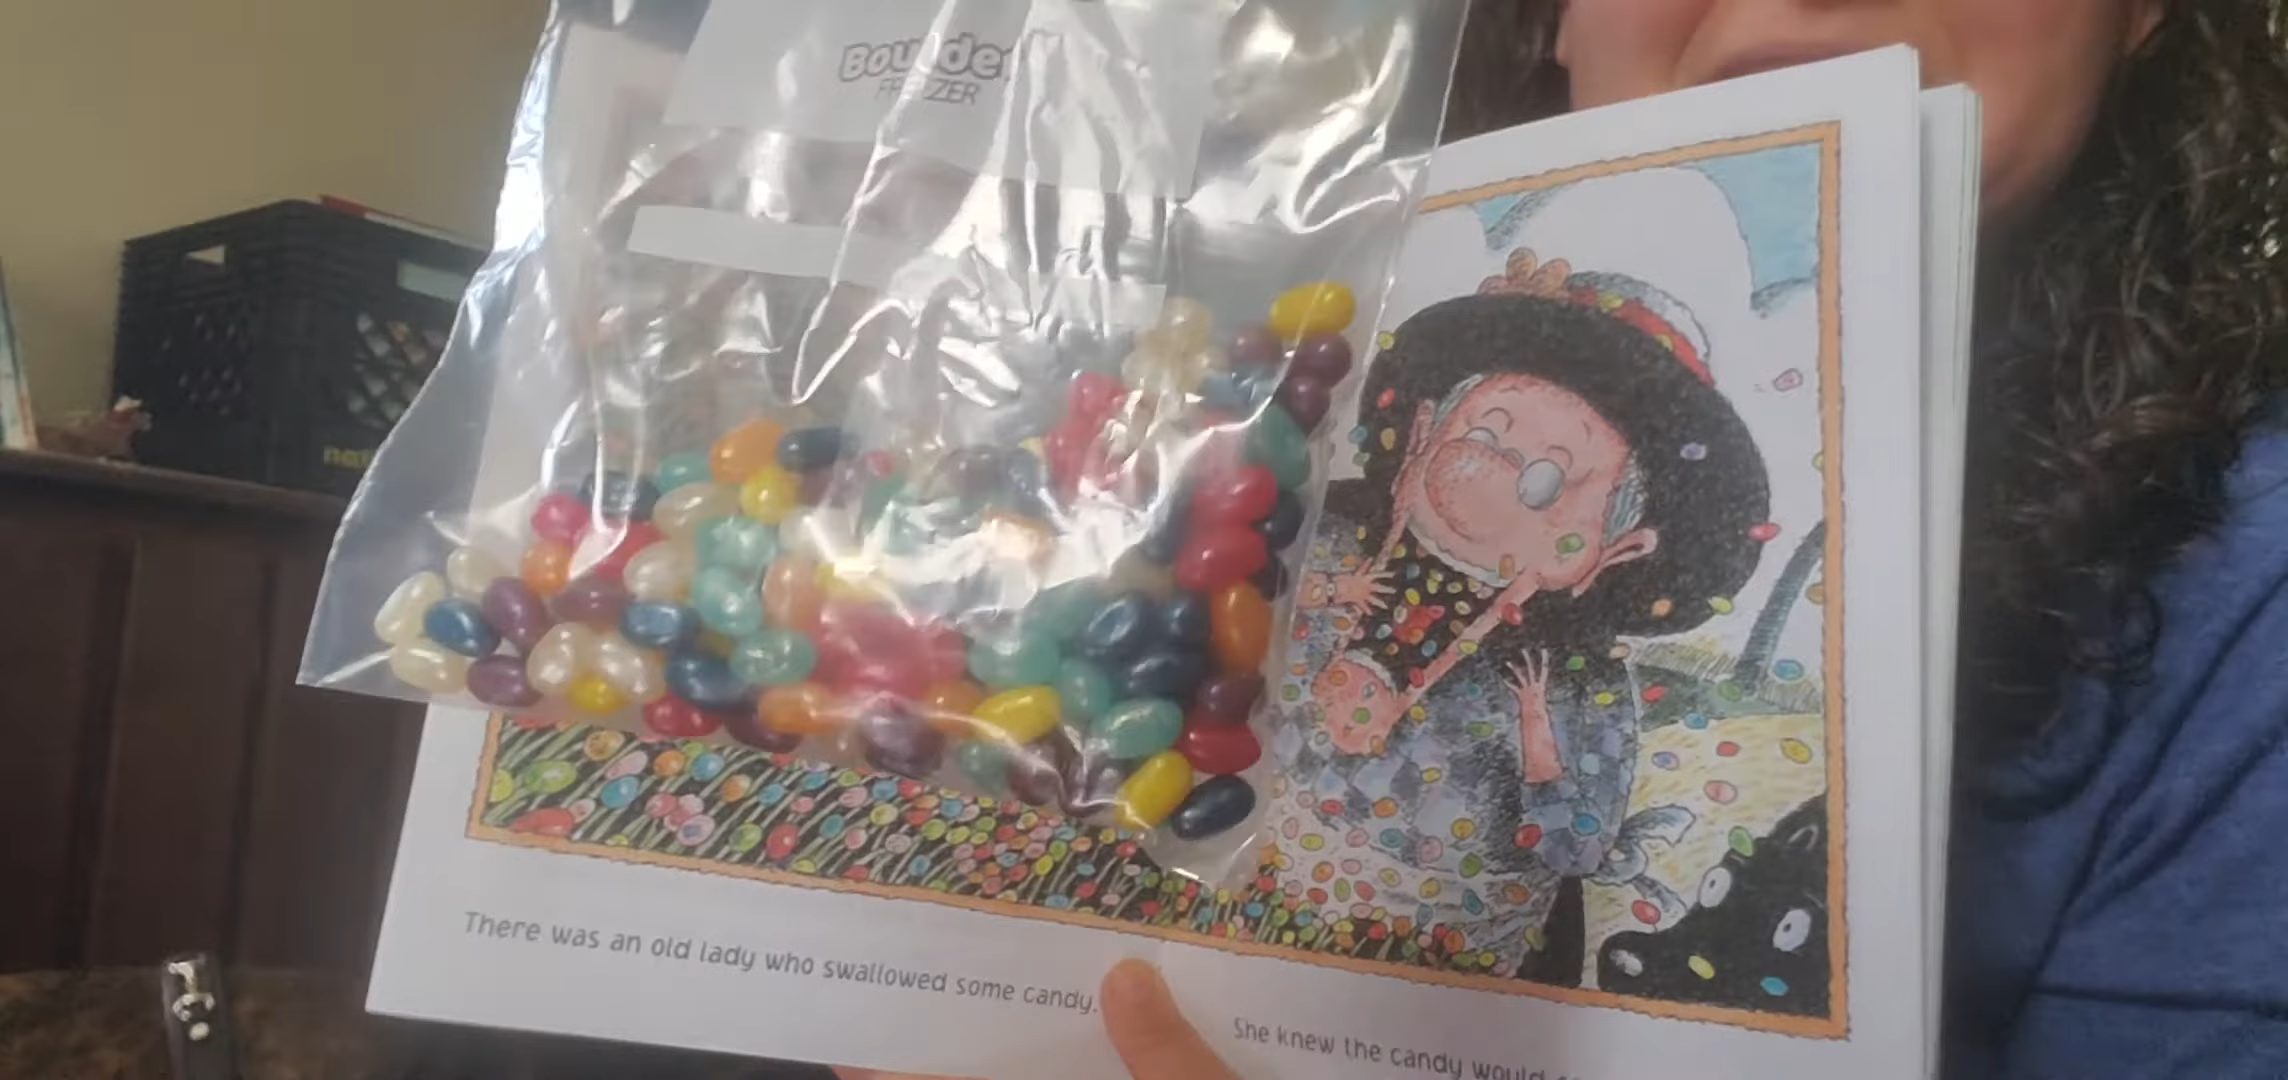 Boulder
FREEZER
There was an old lady who swallowed some candy.
She knew the candy would